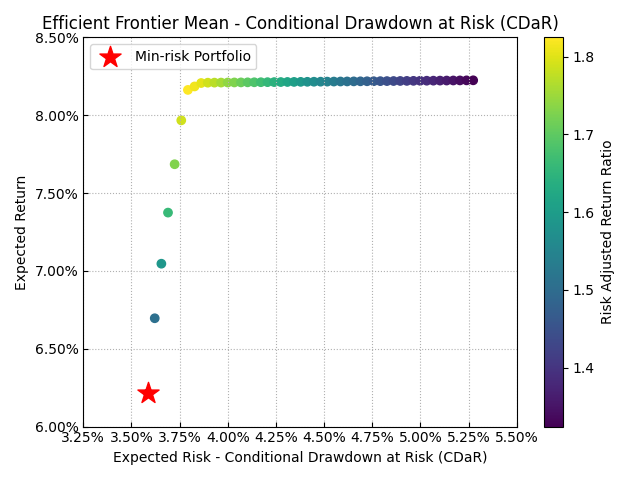 Efficient Frontier Mean - Conditional Drawdown at Risk (CDaR)
Min-risk Portfolio
8.50%
8.00%
7.50%
7.00%
6.50%
6.00%
Expected Return
3.25% 3.50% 3.75% 4.00% 4.25% 4.50% 4.75% 5.00% 5.25% 5.50%
Expected Risk - Conditional Drawdown at Risk (CDaR)
1.8
1.7
1.6
1.5
1.4
Risk Adjusted Return Ratio